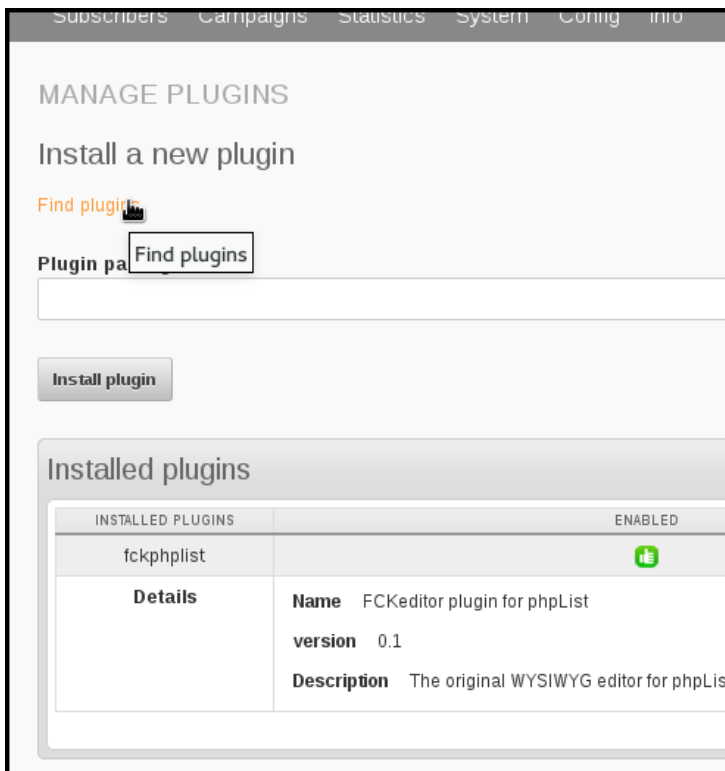 Subscribers Campaigns Statistics System Config Info
MANAGE PLUGINS
Install a new plugin
Find plugins
Find plugins
Plugin pa
Install plugin
Installed plugins
INSTALLED PLUGINS ENABLED
fckphplist
Details
Name FCKeditor plugin for phpList
version 0.1
Description The original WYSIWYG editor for phpLis